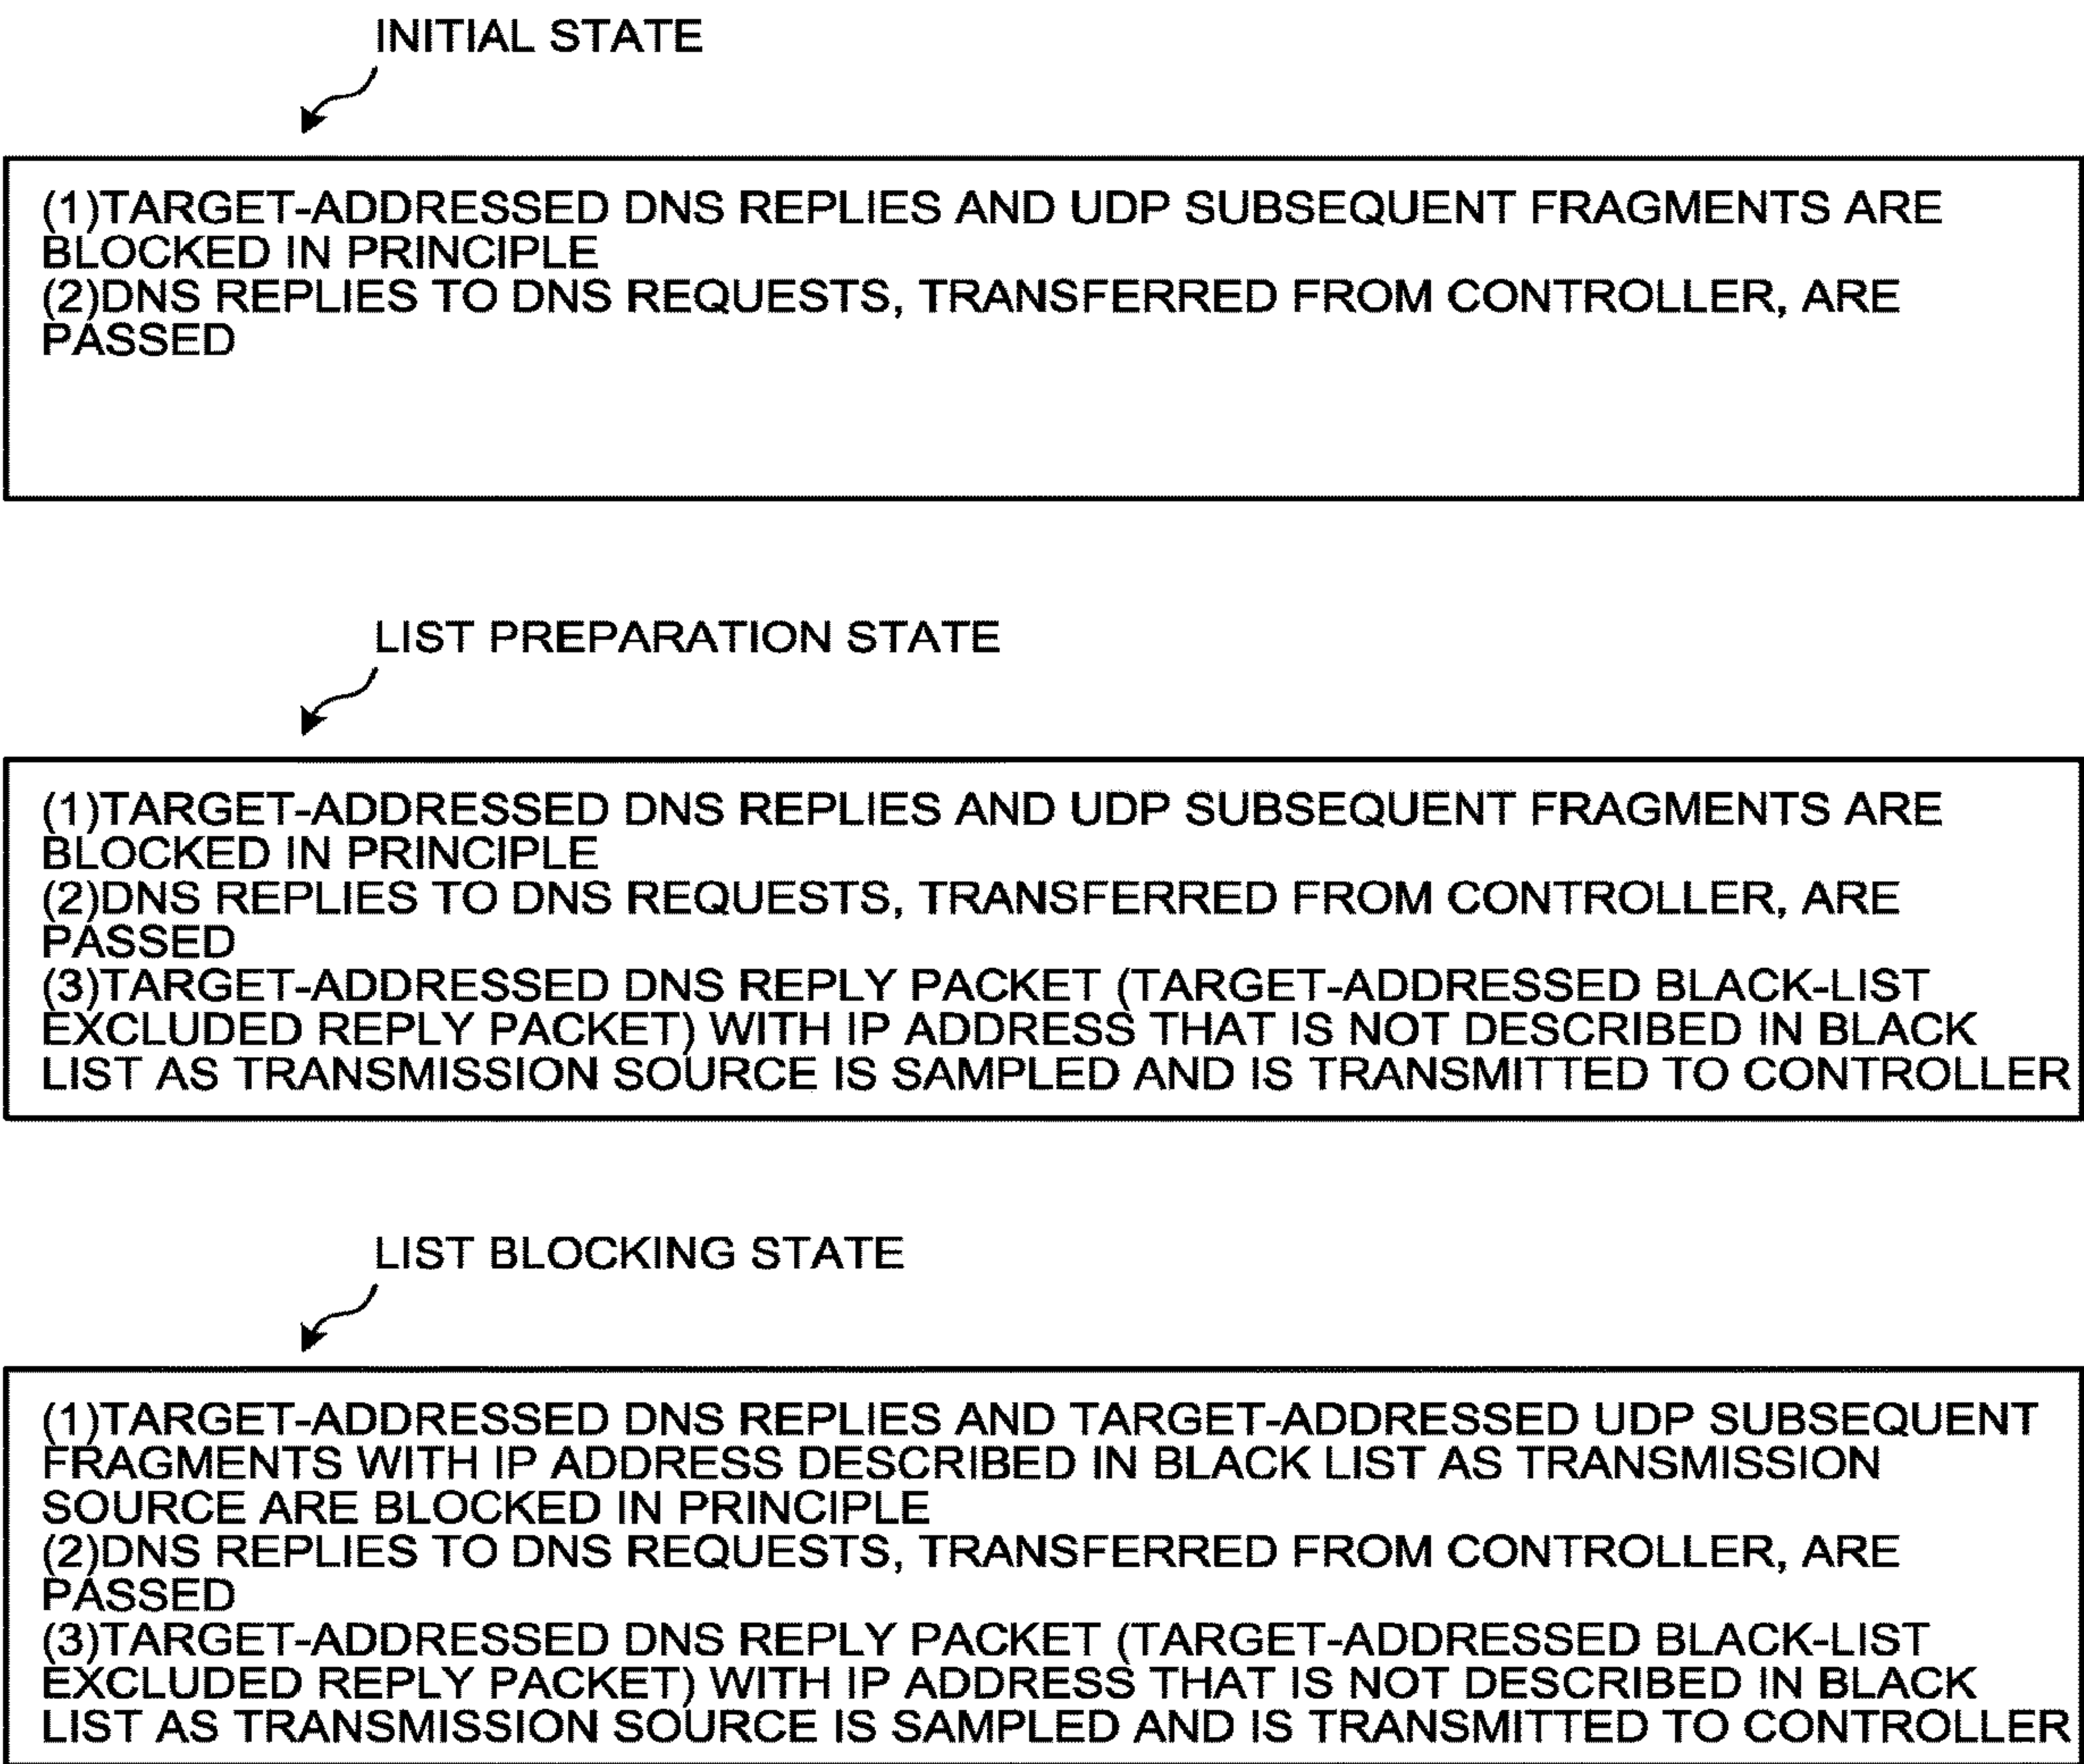 INITIAL STATE
(1)TARGET-ADDRESSED DNS REPLIES AND UDP SUBSEQUENT FRAGMENTS ARE
BLOCKED IN PRINCIPLE
(2)DNS REPLIES TO DNS REQUESTS, TRANSFERRED FROM CONTROLLER, ARE
PASSED
LIST PREPARATION STATE
(1)TARGET-ADDRESSED DNS REPLIES AND UDP SUBSEQUENT FRAGMENTS ARE
BLOCKED IN PRINCIPLE
(2)DNS REPLIES TO DNS REQUESTS, TRANSFERRED FROM CONTROLLER, ARE
PASSED
(3)TARGET-ADDRESSED DNS REPLY PACKET (TARGET-ADDRESSED BLACK-LIST
EXCLUDED REPLY PACKET) WITH IP ADDRESS THAT IS NOT DESCRIBED IN BLACK
LIST AS TRANSMISSION SOURCE IS SAMPLED AND IS TRANSMITTED TO CONTROLLER
LIST BLOCKING STATE
(1)TARGET-ADDRESSED DNS REPLIES AND TARGET-ADDRESSED UDP SUBSEQUENT
FRAGMENTS WITH IP ADDRESS DESCRIBED IN BLACK LIST AS TRANSMISSION
SOURCE ARE BLOCKED IN PRINCIPLE
(2)DNS REPLIES TO DNS REQUESTS, TRANSFERRED FROM CONTROLLER, ARE
PASSED
(3)TARGET-ADDRESSED DNS REPLY PACKET (TARGET-ADDRESSED BLACK-LIST
EXCLUDED REPLY PACKET) WITH IP ADDRESS THAT IS NOT DESCRIBED IN BLACK
LIST AS TRANSMISSION SOURCE IS SAMPLED AND IS TRANSMITTED TO CONTROLLER